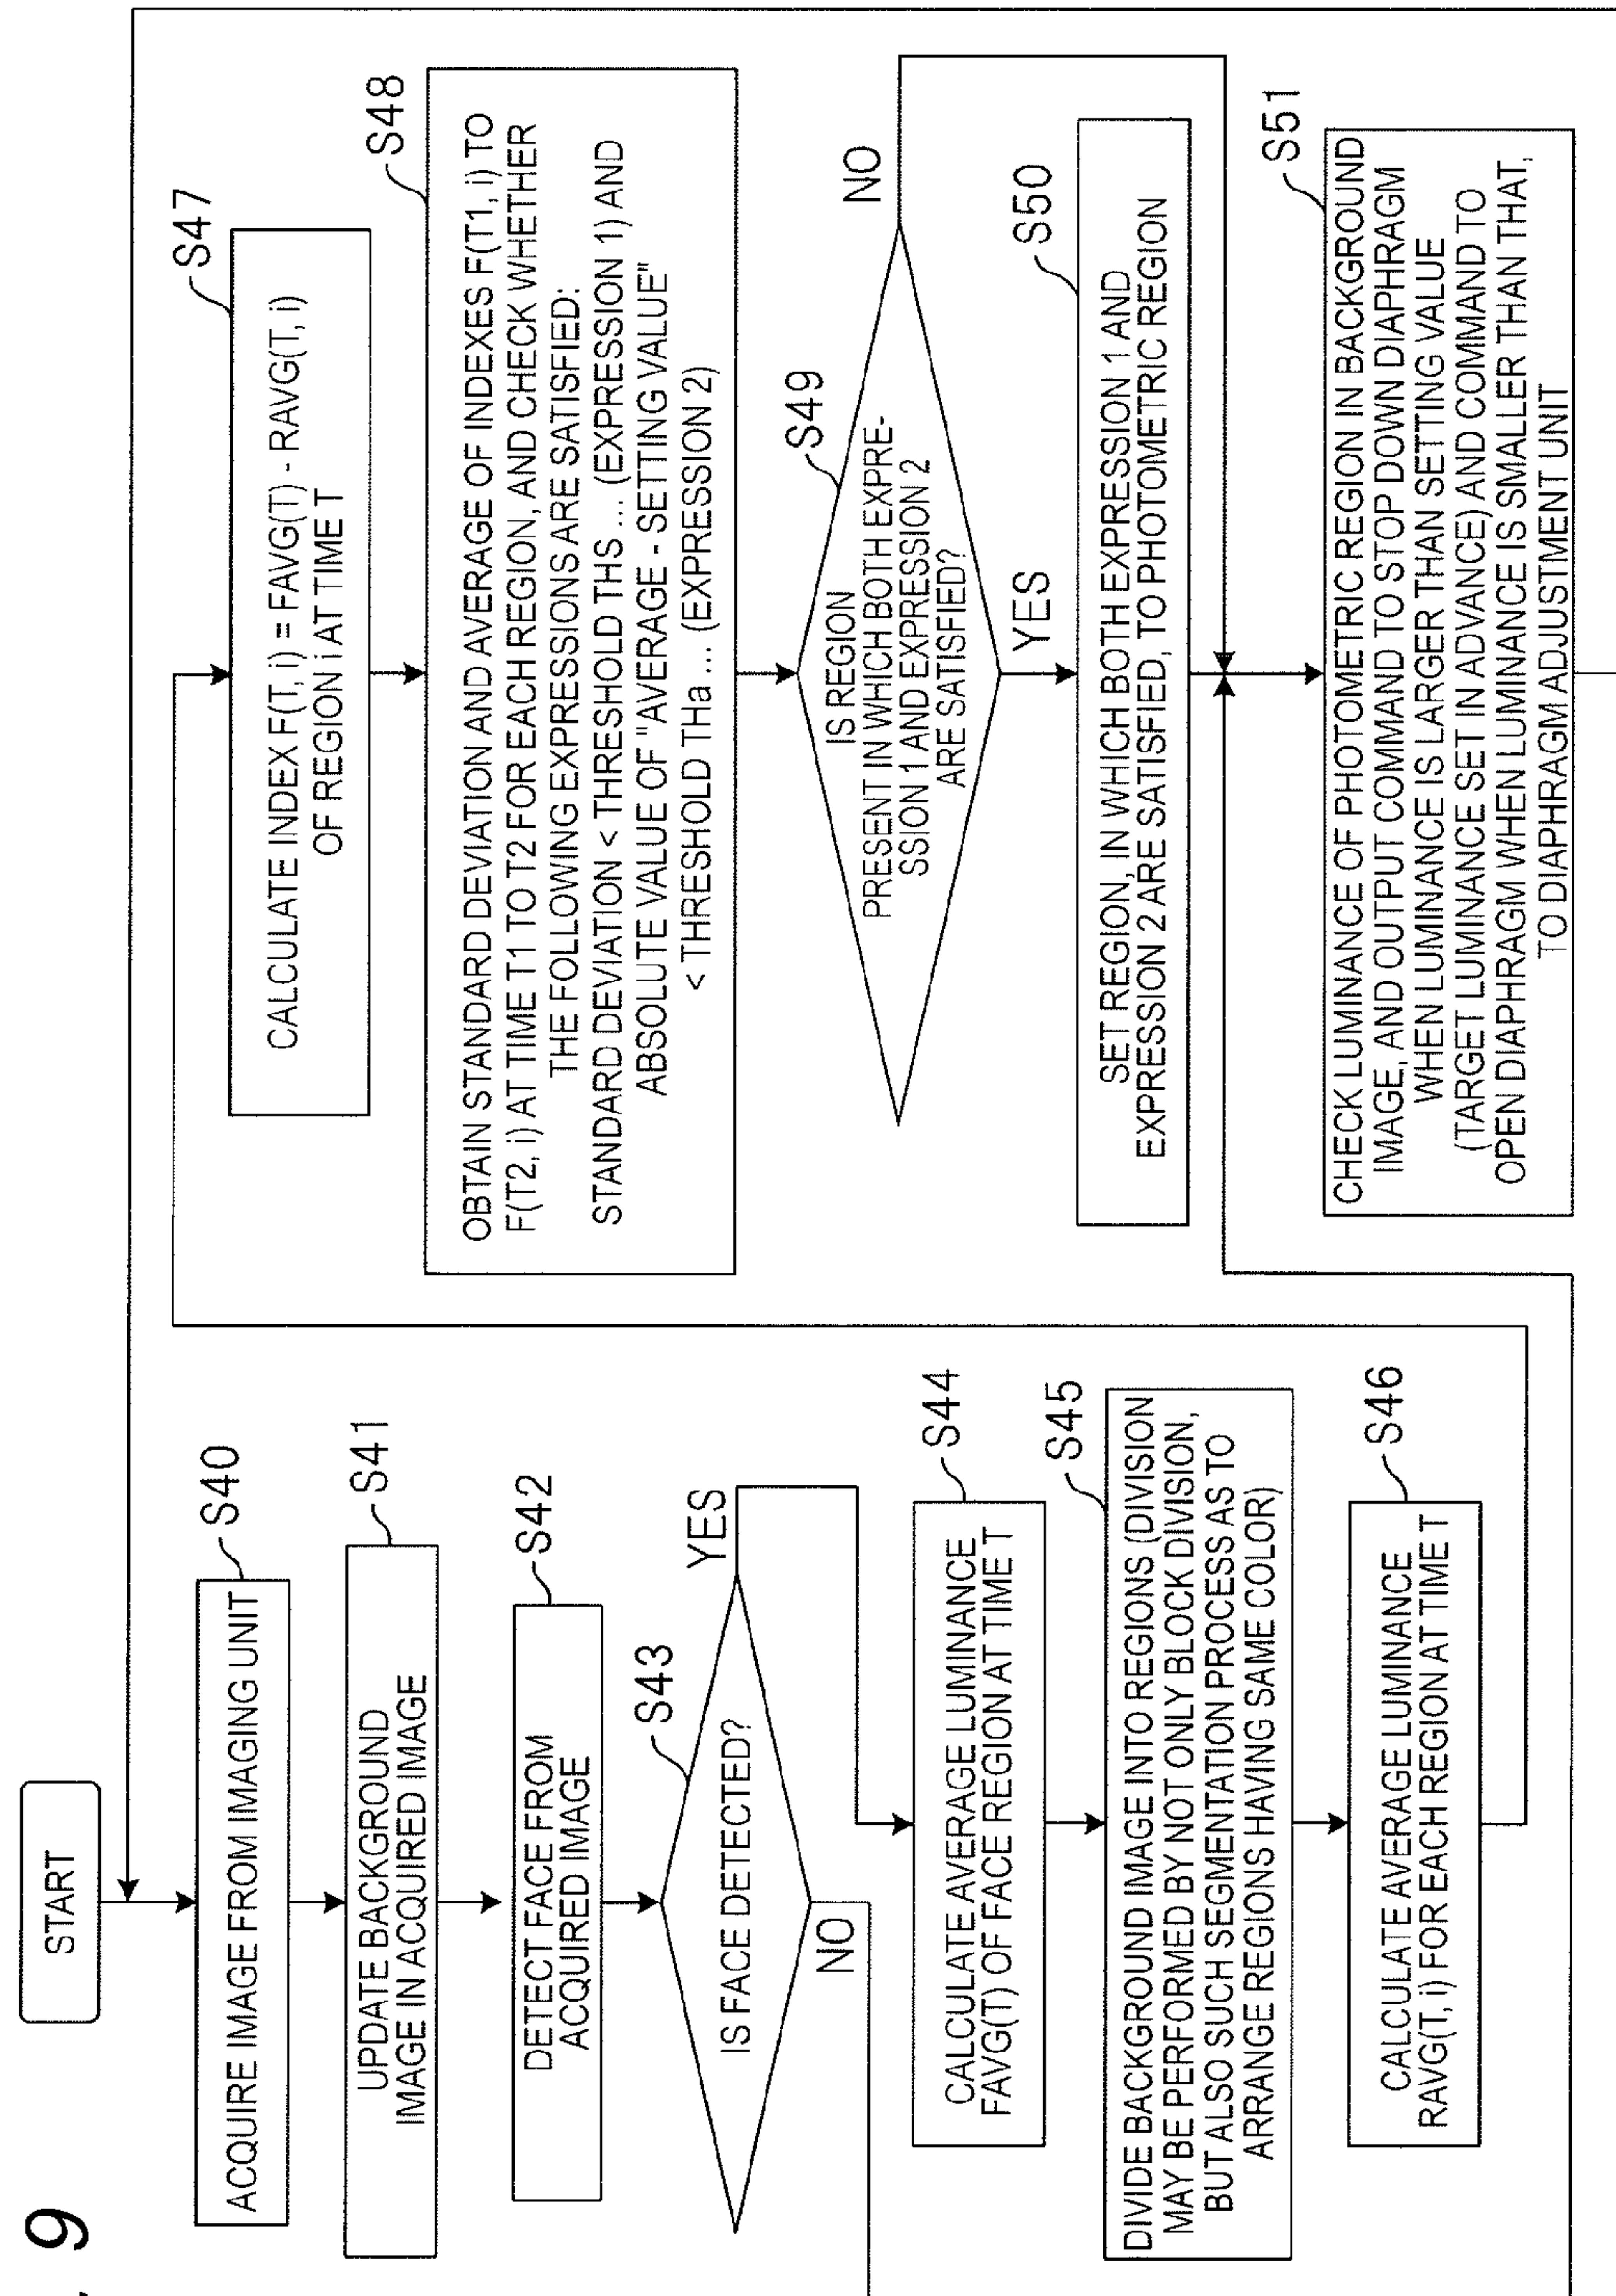 9
START
ACQUIRE IMAGE FROM IMAGING UNIT
S40
UPDATE BACKGROUND
IMAGE IN ACQUIRED IMAGE
S41
DETECT FACE FROM
ACQUIRED IMAGE
S42
IS FACE DETECTED?
S43
YES
NO
CALCULATE AVERAGE LUMINANCE
FAVG(T) OF FACE REGION AT TIME T
S44
DIVIDE BACKGROUND IMAGE INTO REGIONS (DIVISION
MAY BE PERFORMED BY NOT ONLY BLOCK DIVISION,
BUT ALSO SUCH SEGMENTATION PROCESS AS TO
ARRANGE REGIONS HAVING SAME COLOR)
S45
CALCULATE AVERAGE LUMINANCE
RAVG(T, i) FOR EACH REGION AT TIME T
S46
CALCULATE INDEX F(T, i) = FAVG(T) - RAVG(T, i)
OF REGION i AT TIME T
S47
OBTAIN STANDARD DEVIATION AND AVERAGE OF INDEXES F(T1, i) TO
F(T2, i) AT TIME T1 TO T2 FOR EACH REGION, AND CHECK WHETHER
THE FOLLOWING EXPRESSIONS ARE SATISFIED:
STANDARD DEVIATION < THRESHOLD THS ... (EXPRESSION 1) AND
ABSOLUTE VALUE OF "AVERAGE - SETTING VALUE"
< THRESHOLD THa ... (EXPRESSION 2)
S48
IS REGION
PRESENT IN WHICH BOTH EXPRE-
SSION 1 AND EXPRESSION 2
ARE SATISFIED?
S49
NO
YES
SET REGION, IN WHICH BOTH EXPRESSION 1 AND
EXPRESSION 2 ARE SATISFIED, TO PHOTOMETRIC REGION
S50
CHECK LUMINANCE OF PHOTOMETRIC REGION IN BACKGROUND
IMAGE, AND OUTPUT COMMAND TO STOP DOWN DIAPHRAGM
WHEN LUMINANCE IS LARGER THAN SETTING VALUE
(TARGET LUMINANCE SET IN ADVANCE) AND COMMAND TO
OPEN DIAPHRAGM WHEN LUMINANCE IS SMALLER THAN THAT,
TO DIAPHRAGM ADJUSTMENT UNIT
S51